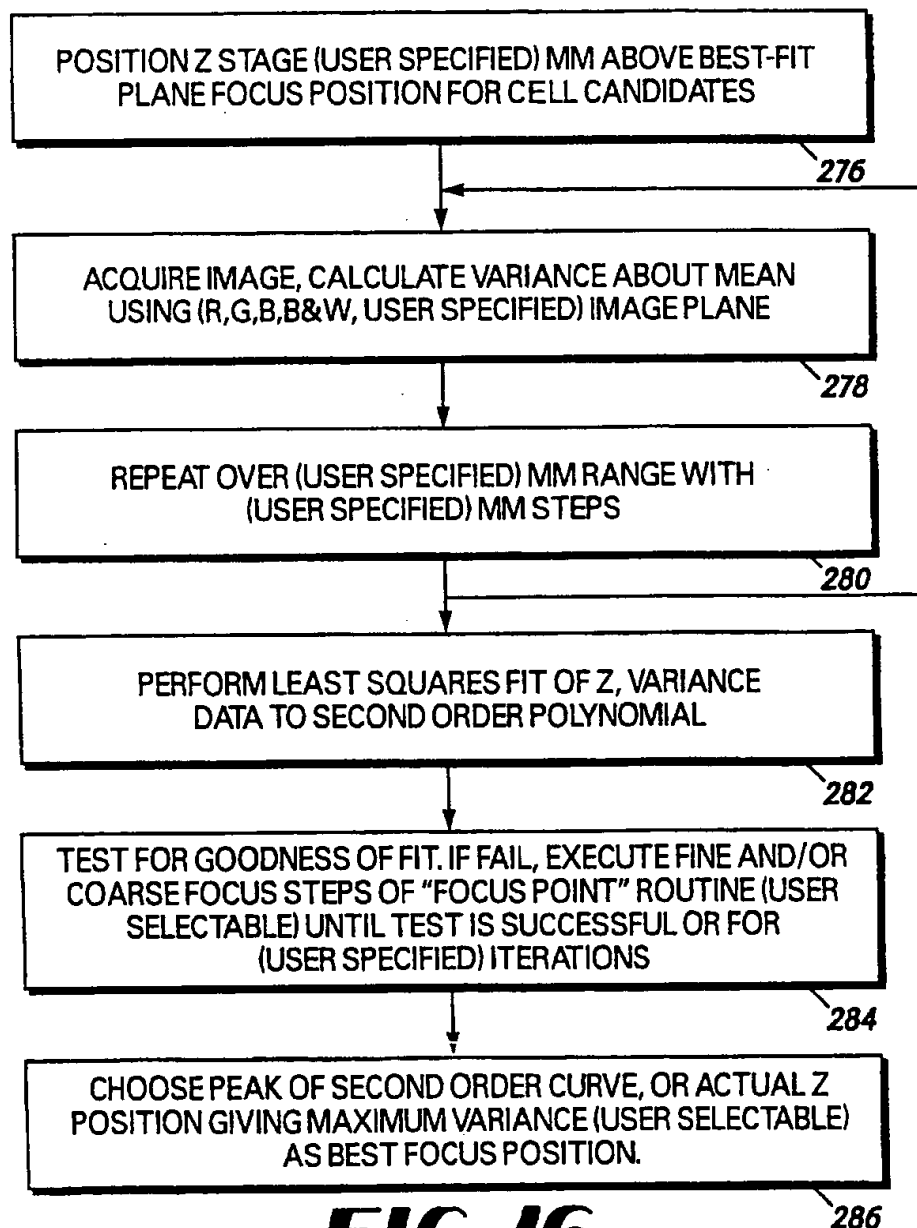 POSITION Z STAGE (USER SPECIFIED) MM ABOVE BEST-FIT
PLANE FOCUS POSITION FOR CELL CANDIDATES
276
ACQUIRE IMAGE, CALCULATE VARIANCE ABOUT MEAN
USING (R,G,B,B&W, USER SPECIFIED) IMAGE PLANE
278
REPEAT OVER (USER SPECIFIED) MM RANGE WITH
(USER SPECIFIED) MM STEPS
280
PERFORM LEAST SQUARES FIT OF Z, VARIANCE
DATA TO SECOND ORDER POLYNOMIAL
282
TEST FOR GOODNESS OF FIT. IF FAIL, EXECUTE FINE AND/OR
COARSE FOCUS STEPS OF "FOCUS POINT" ROUTINE (USER
SELECTABLE) UNTIL TEST IS SUCCESSFUL OR FOR
(USER SPECIFIED) ITERATIONS
284
CHOOSE PEAK OF SECOND ORDER CURVE, OR ACTUAL Z
POSITION GIVING MAXIMUM VARIANCE (USER SELECTABLE)
AS BEST FOCUS POSITION.
286
FIG. 16